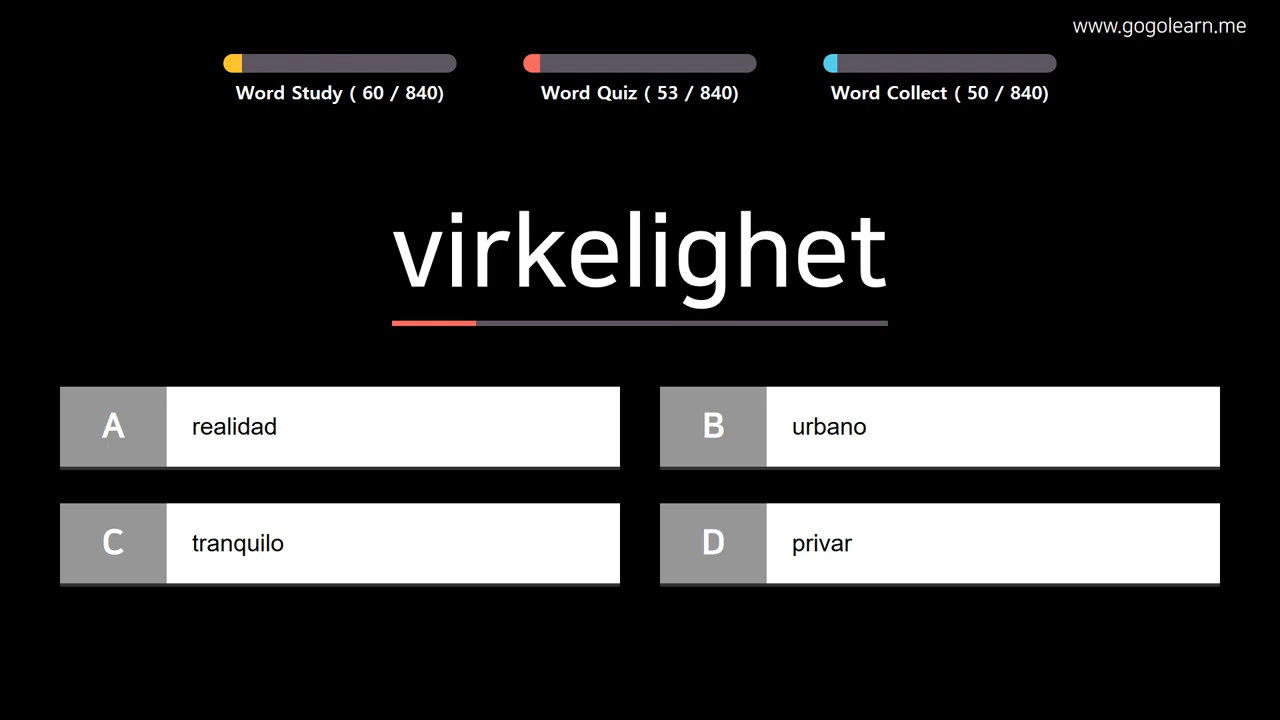 www.gogolearn.me
Word Study ( 60 / 840)
Word Quiz ( 53 / 840)
Word Collect ( 50 / 840)
virkelighet
A realidad
B urbano
C tranquilo
D privar